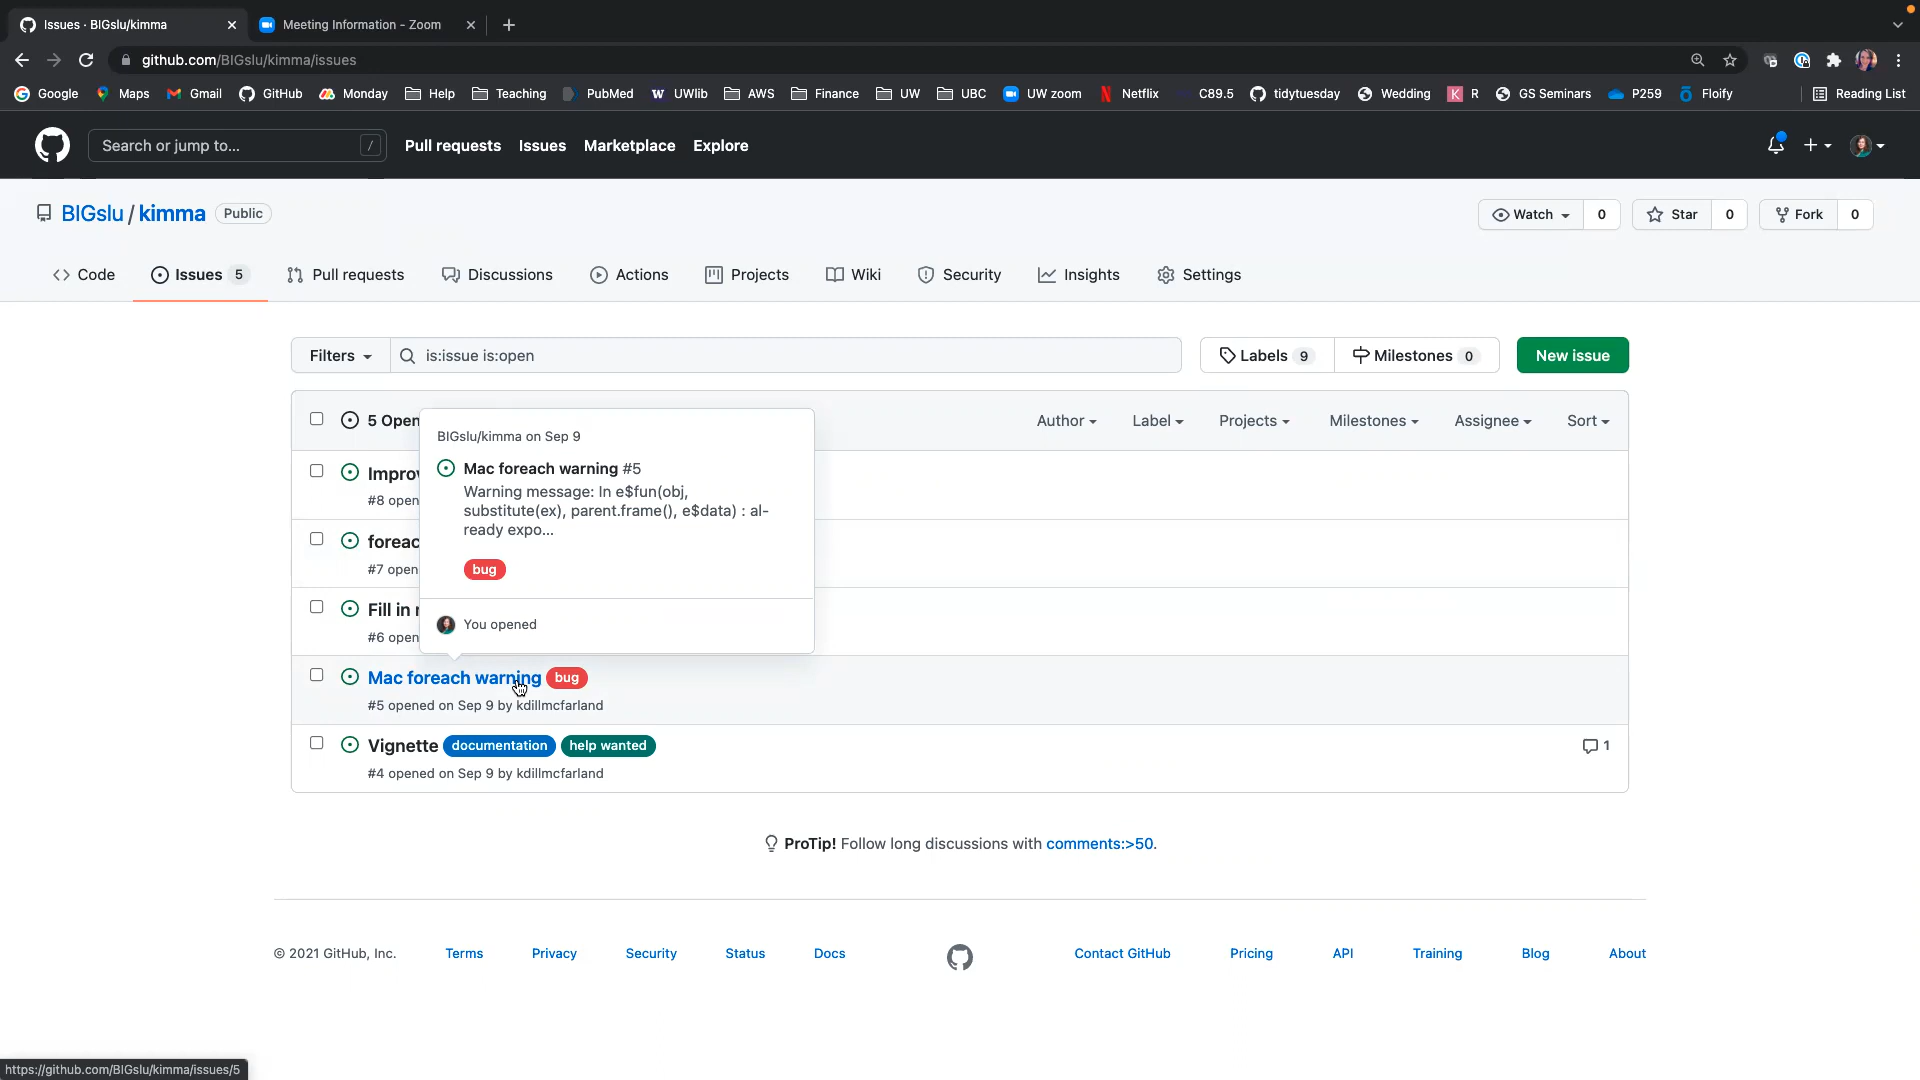 Issues · BIGslu/kimma
Meeting Information - Zoom
github.com/BIGslu/kimma/issues
Google Maps Gmail GitHub Monday Help Teaching PubMed UWlib AWS Finance UW UBC UW zoom Netflix C89.5 tidytuesday Wedding R GS Seminars P259 Floify Reading List
Search or jump to... /
Pull requests Issues Marketplace Explore
BIGslu / kimma Public
Watch 0 Star 0 Fork 0
Code Issues 5 Pull requests Discussions Actions Projects Wiki Security Insights Settings
Filters is:issue is:open Labels 9 Milestones 0 New issue
5 Open
Author Label Projects Milestones Assignee Sort
BIGslu/kimma on Sep 9
Mac foreach warning #5
Warning message: In e$fun(obj,
substitute(ex), parent.frame(), e$data) : al-
ready expo...
bug
You opened
Improv
#8 open
foreac
#7 open
Fill in
#6 open
Mac foreach warning bug
#5 opened on Sep 9 by kdillmcfarland
Vignette documentation help wanted 1
#4 opened on Sep 9 by kdillmcfarland
ProTip! Follow long discussions with comments:>50.
© 2021 GitHub, Inc. Terms Privacy Security Status Docs Contact GitHub Pricing API Training Blog About
https://github.com/BIGslu/kimma/issues/5